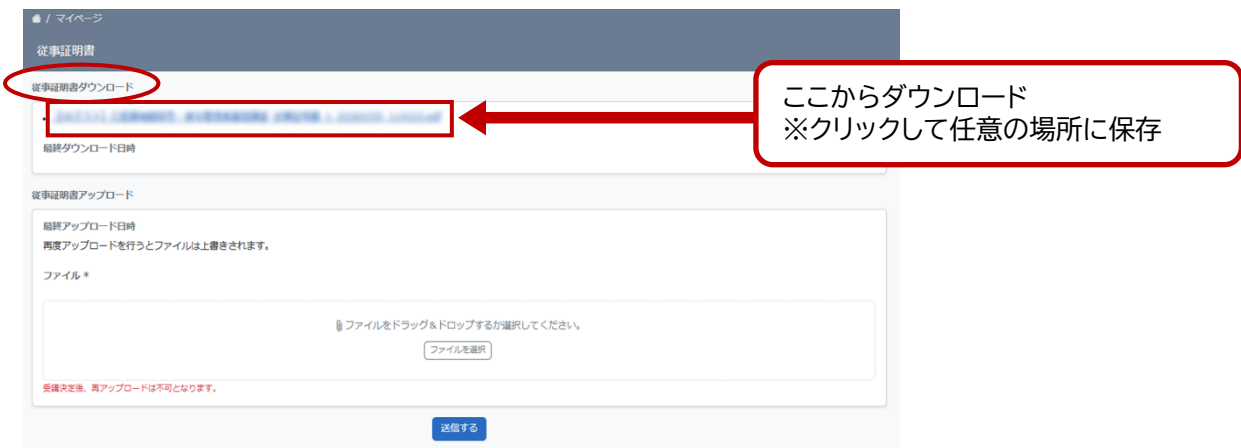 / マイページ
従事証明書
従事証明書ダウンロード
ここからダウンロード
※クリックして任意の場所に保存
最終ダウンロード日時
従事証明書アップロード
最終アップロード日時
再度アップロードを行うとファイルは上書きされます。
ファイル *
ファイルをドラッグ&ドロップするか選択してください。
ファイルを選択
受講決定後、再アップロードは不可となります。
送信する